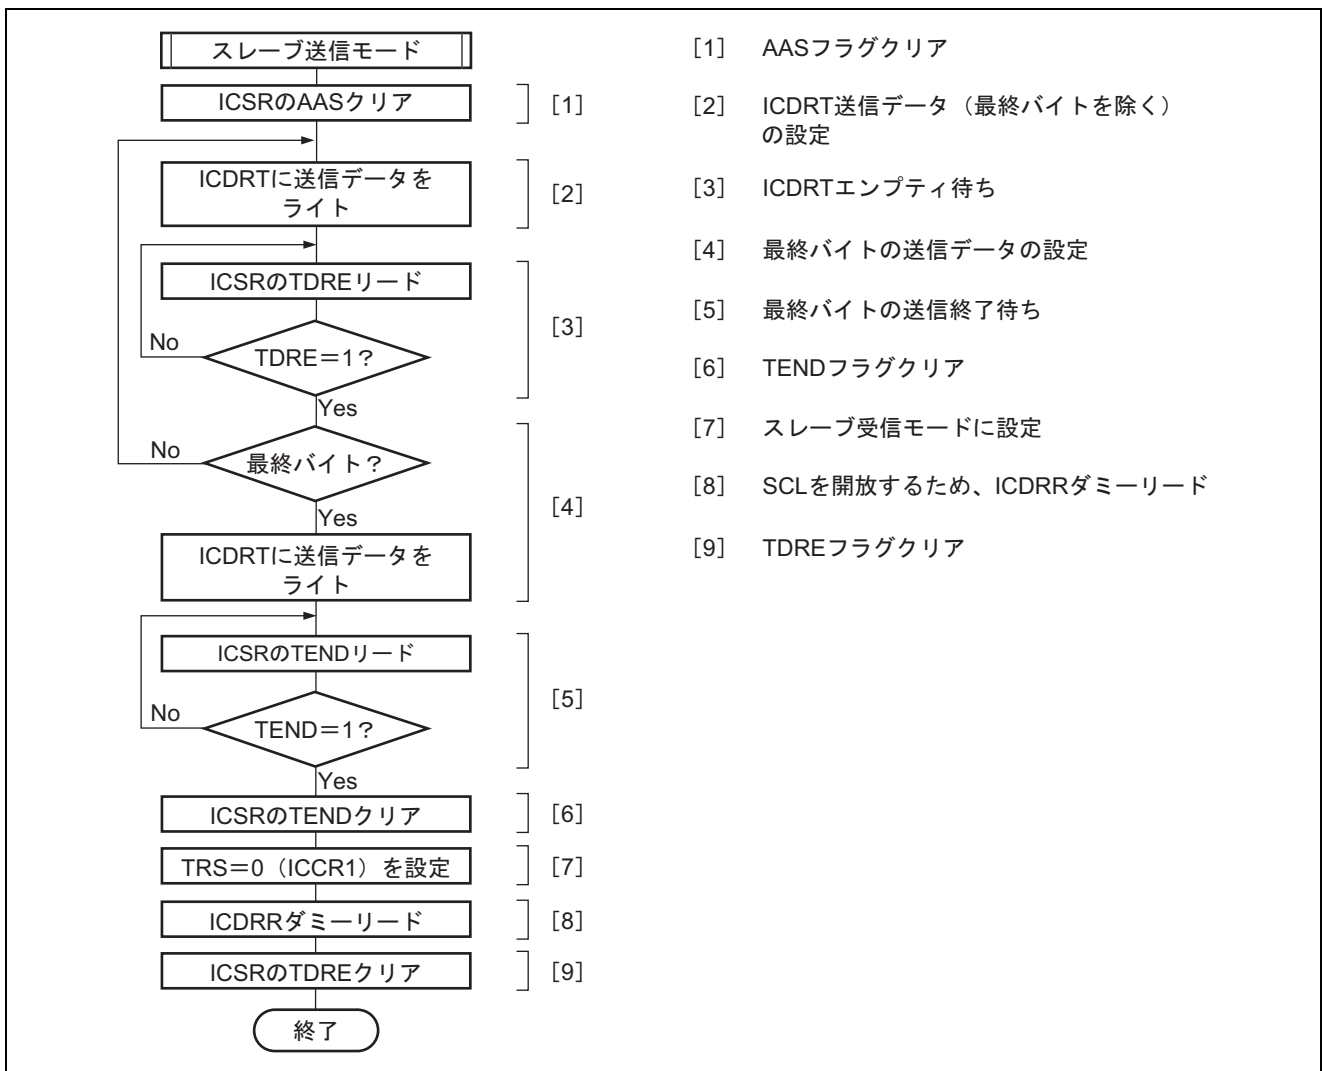 スレーブ送信モード
ICSRのAASクリア
[1]
ICDRTに送信データを
ライト
[2]
ICSRのTDREリード
[3]
No
TDRE=1?
Yes
No
最終バイト?
[4]
Yes
ICDRTに送信データを
ライト
ICSRのTENDリード
[5]
No
TEND=1?
Yes
ICSRのTENDクリア
[6]
TRS=0(ICCR1)を設定
[7]
ICDRRダミーリード
[8]
ICSRのTDREクリア
[9]
終了
[1] AASフラグクリア
[2] ICDRT送信データ(最終バイトを除く)
の設定
[3] ICDRTエンプティ待ち
[4] 最終バイトの送信データの設定
[5] 最終バイトの送信終了待ち
[6] TENDフラグクリア
[7] スレーブ受信モードに設定
[8] SCLを開放するため、ICDRRダミーリード
[9] TDREフラグクリア